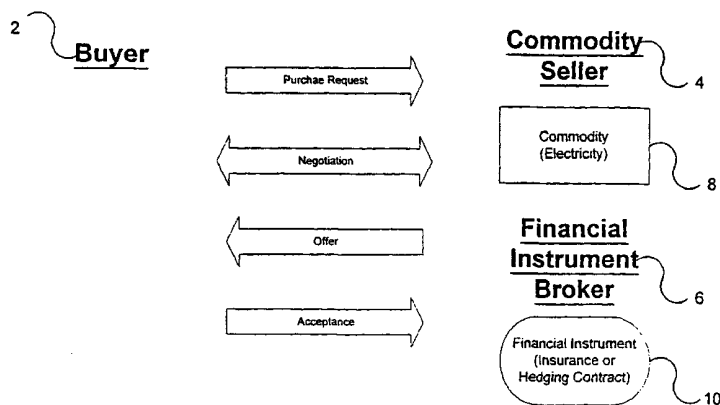 2
Buyer
Commodity
Seller
4
Purchae Request
Commodity
(Electricity)
8
Negotiation
Offer
Financial
Instrument
Broker
6
Acceptance
Financial Instrument
(Insurance or
Hedging Contract)
10